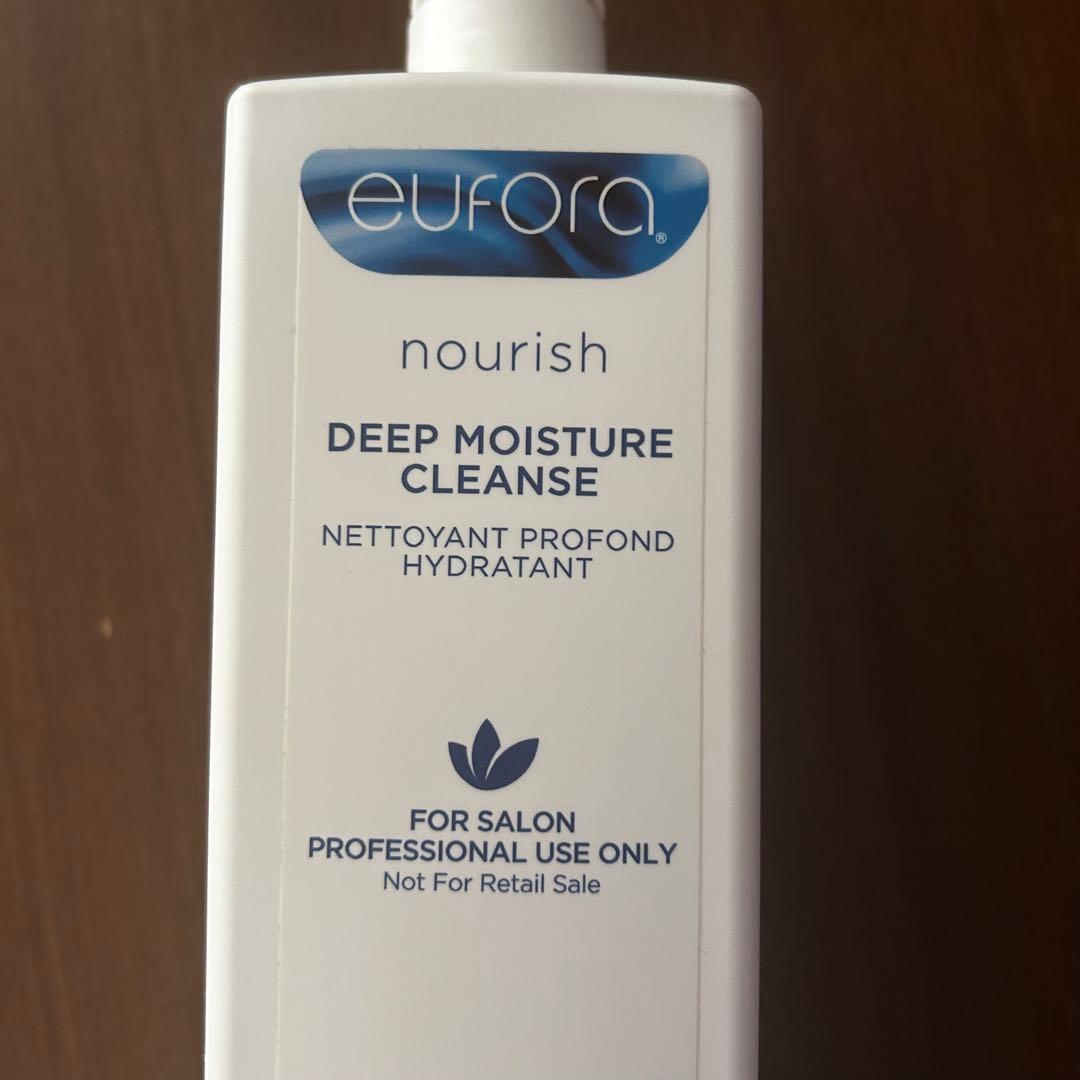 eufora®
nourish
DEEP MOISTURE
CLEANSE
NETTOYANT PROFOND
HYDRATANT
FOR SALON
PROFESSIONAL USE ONLY
Not For Retail Sale